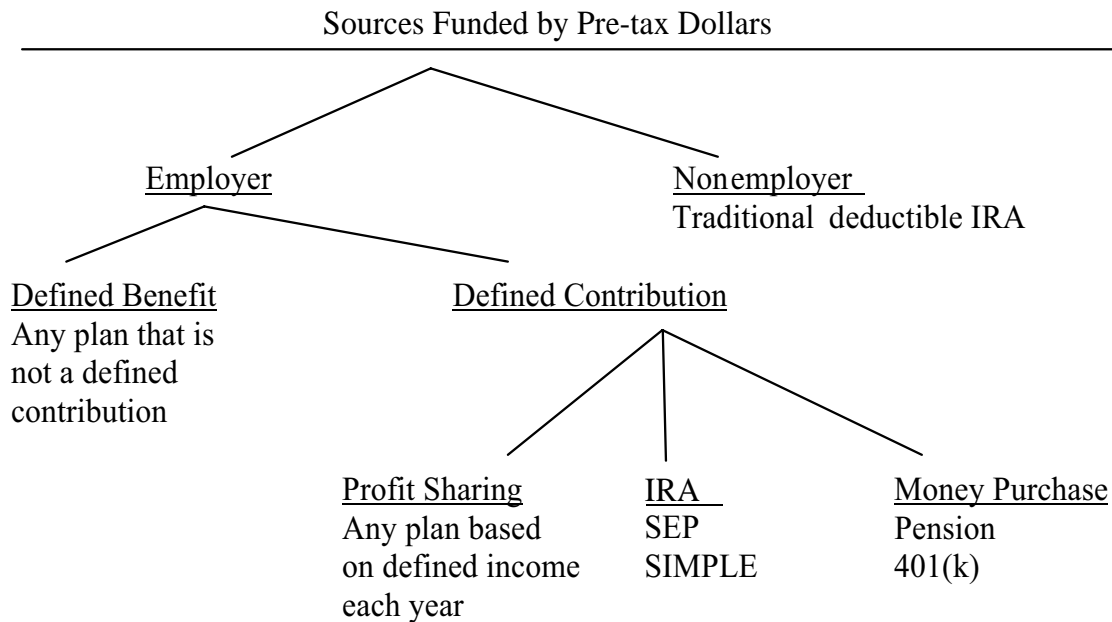 Sources Funded by Pre-tax Dollars
Employer
Nonemployer
Traditional deductible IRA
Defined Benefit
Any plan that is
not a defined
contribution
Defined Contribution
Profit Sharing
Any plan based
on defined income
each year
IRA
SEP
SIMPLE
Money Purchase
Pension
401(k)